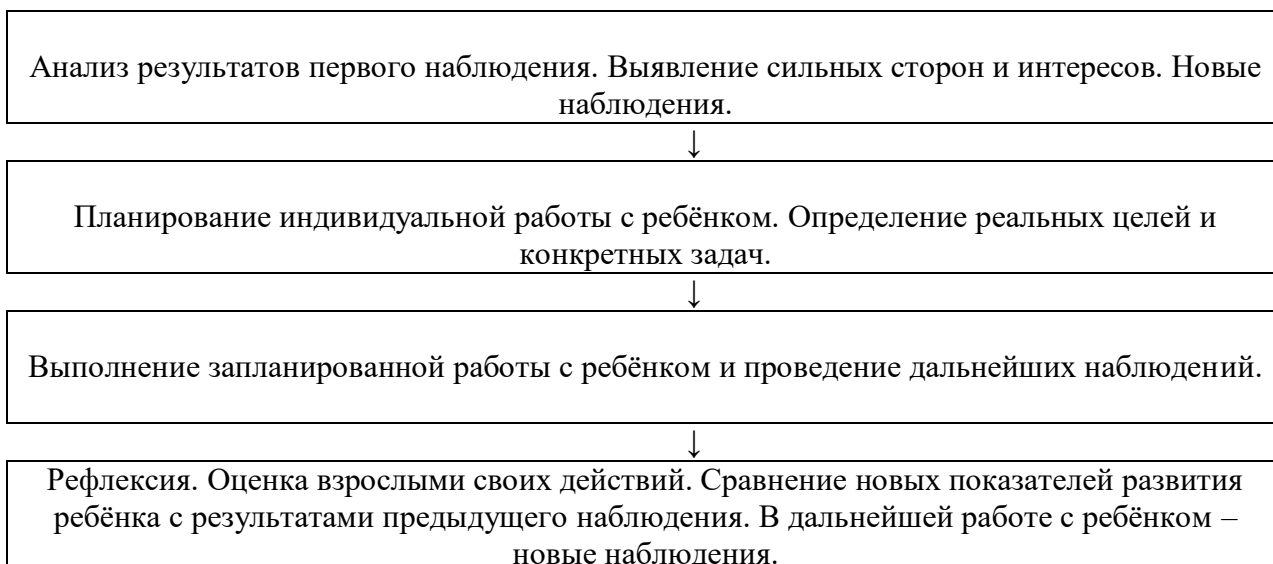 Анализ результатов первого наблюдения. Выявление сильных сторон и интересов. Новые
наблюдения.
↓
Планирование индивидуальной работы с ребёнком. Определение реальных целей и
конкретных задач.
↓
Выполнение запланированной работы с ребёнком и проведение дальнейших наблюдений.
↓
Рефлексия. Оценка взрослыми своих действий. Сравнение новых показателей развития
ребёнка с результатами предыдущего наблюдения. В дальнейшей работе с ребёнком –
новые наблюдения.